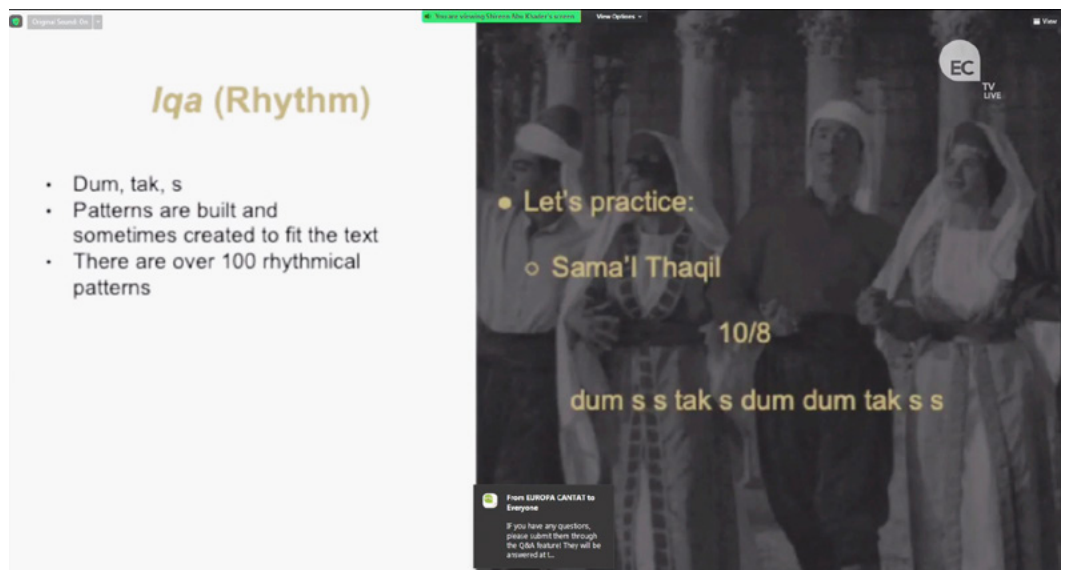 Original Sound: On
You are viewing Shireen Abu Khader's screen
View Options
View
EC
TV
LIVE
Iqa (Rhythm)
• Dum, tak, s
• Patterns are built and
sometimes created to fit the text
• There are over 100 rhythmical
patterns
• Let's practice:
○ Sama'l Thaqil
10/8
dum s s tak s dum dum tak s s
From EUROPA CANTAT to
Everyone
IF you have any questions,
please submit them through
the Q&A feature! They will be
answered at t...